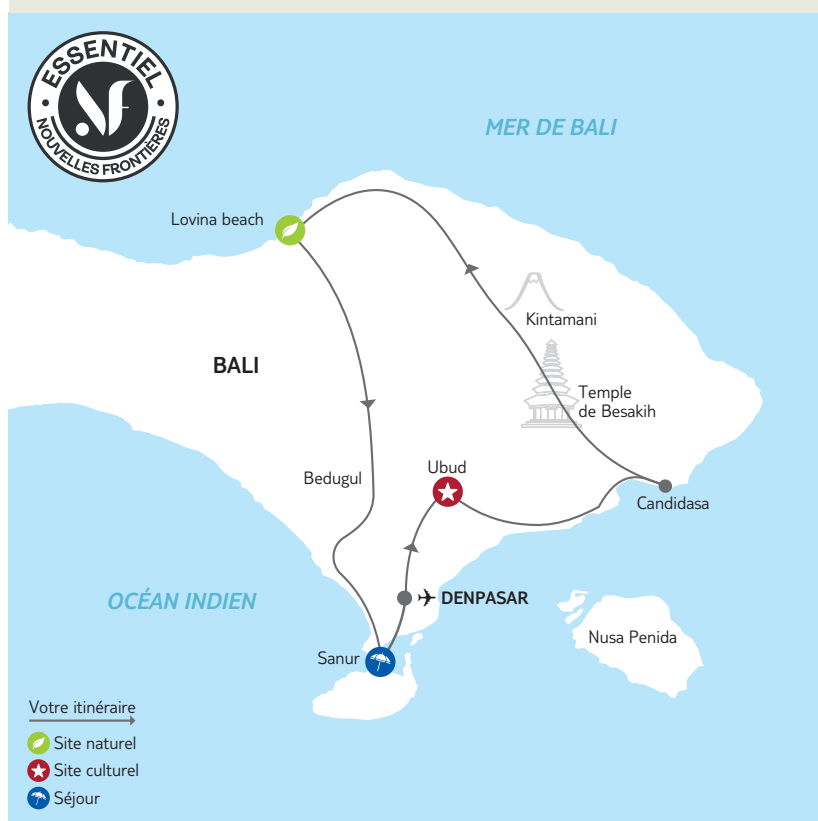 ESSENTIEL
NF
NOUVELLES FRONTIÈRES
MER DE BALI
Lovina beach
Kintamani
BALI
Temple
de Besakih
Ubud
Bedugul
Candidasa
OCÉAN INDIEN
DENPASAR
Nusa Penida
Sanur
Votre itinéraire
Site naturel
Site culturel
Séjour